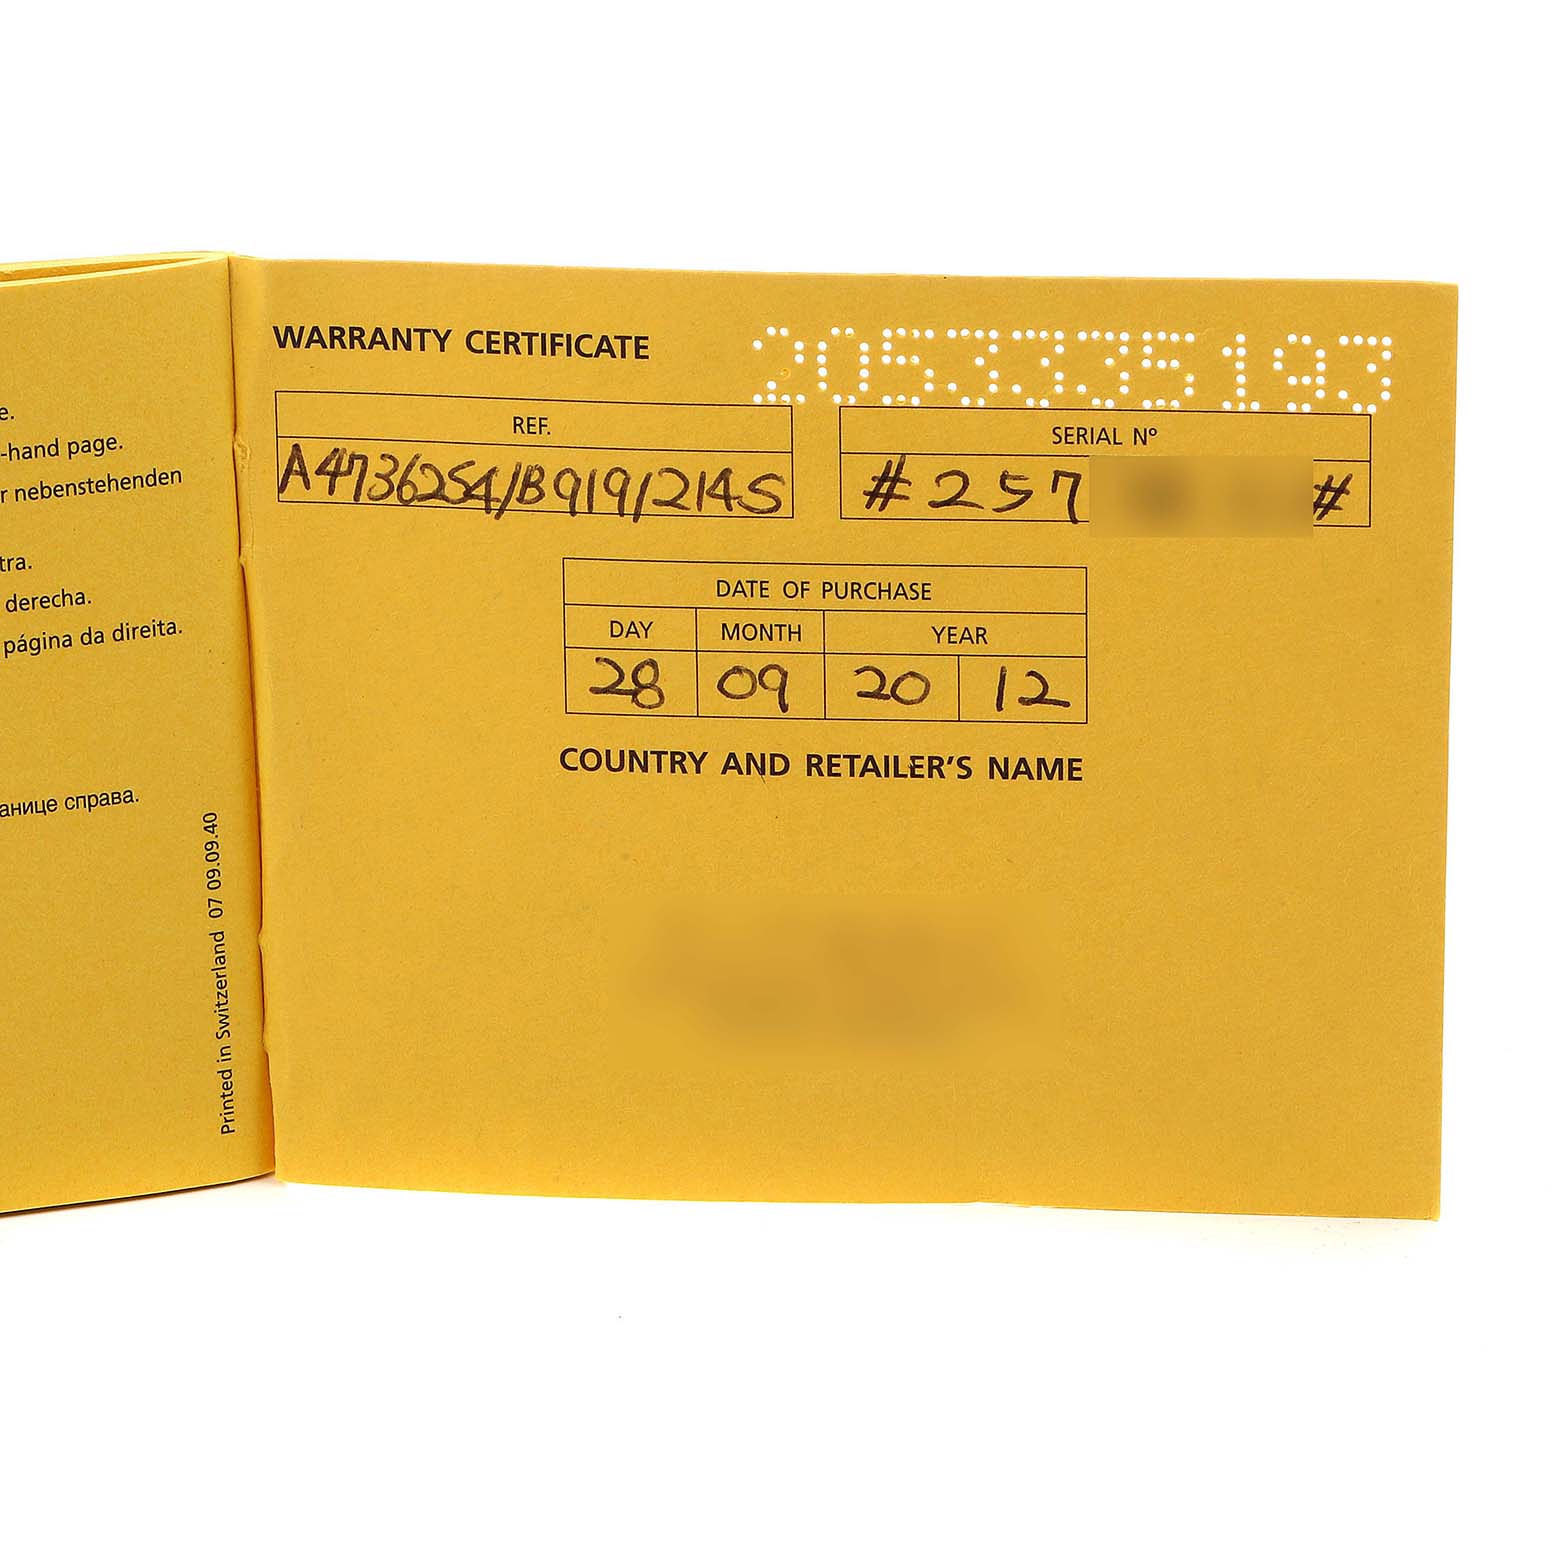 e.
-hand page.
r nebenstehenden
tra.
derecha.
página da direita.
анице справа.
Printed in Switzerland 07 09.09.40
WARRANTY CERTIFICATE
2053335193
REF.
A4736254/B919/214S
SERIAL Nº
#257 #
DATE OF PURCHASE
DAY MONTH YEAR
28 09 20 12
COUNTRY AND RETAILER'S NAME